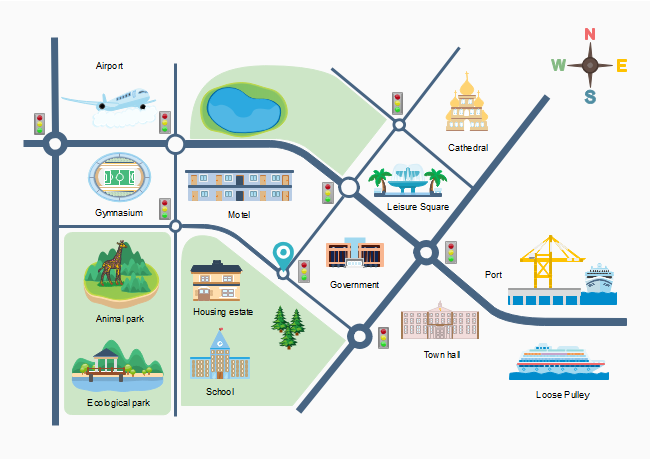 N
Airport
W E
S
Cathedral
Leisure Square
Gymnasium
Motel
Port
Government
Housing estate
Animal park
Town hall
School
Loose Pulley
Ecological park